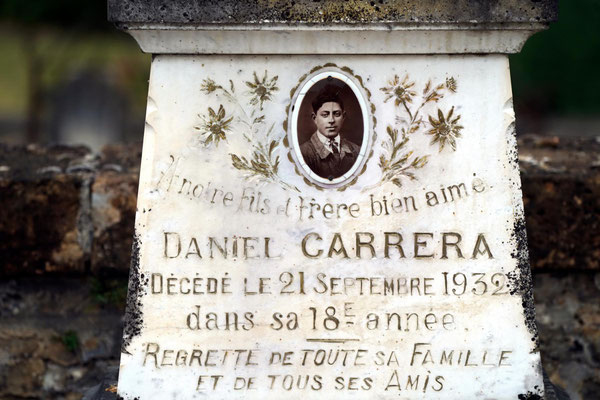 A notre fils et frère bien aimé
DANIEL CARRERA
DÉCÉDÉ LE 21 SEPTEMBRE 1932
dans sa 18E année.
REGRETTÉ DE TOUTE SA FAMILLE
ET DE TOUS SES AMIS